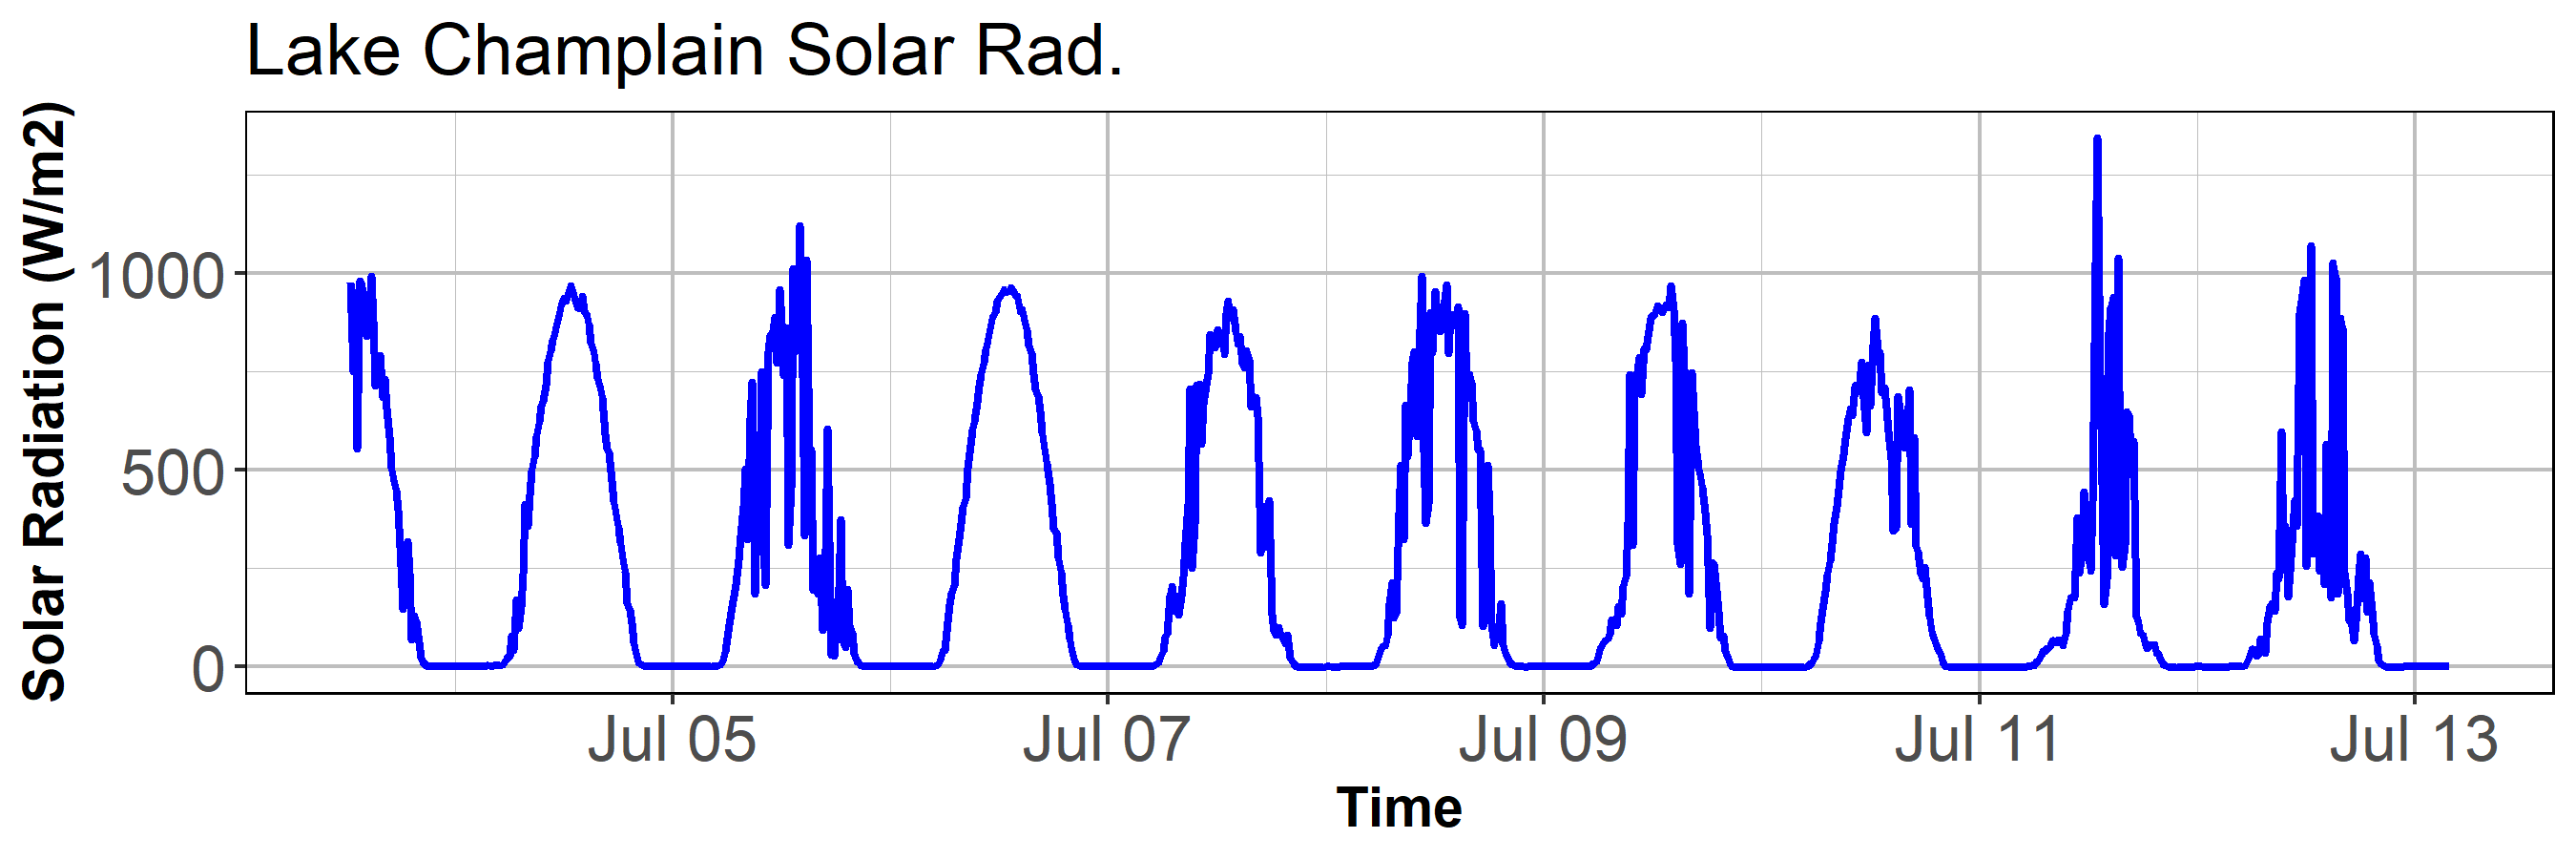 Lake Champlain Solar Rad.
Solar Radiation (W/m2)
1000
500
0
Jul 05 Jul 07 Jul 09 Jul 11 Jul 13
Time